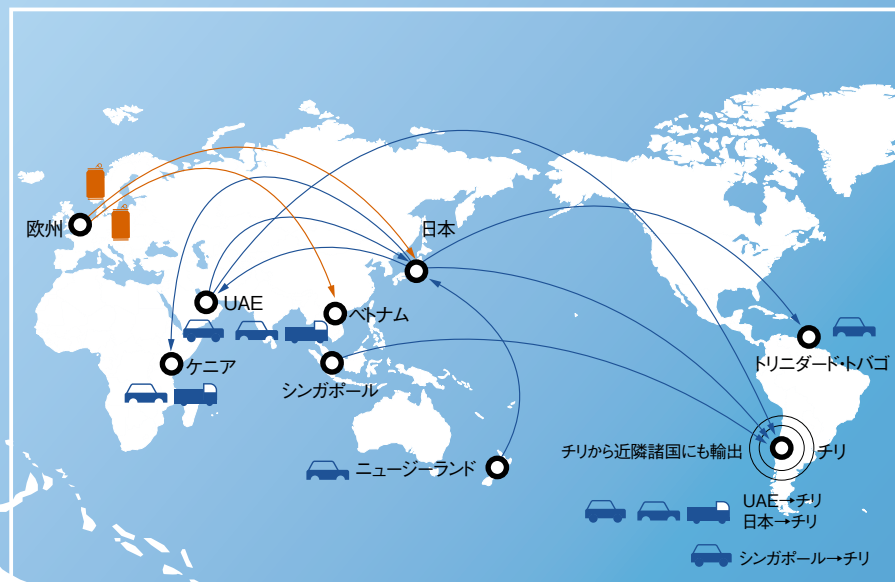 欧州
日本
UAE
ベトナム
ケニア
シンガポール
トリニダード・トバゴ
ニュージーランド
チリから近隣諸国にも輸出
チリ
UAE→チリ
日本→チリ
シンガポール→チリ